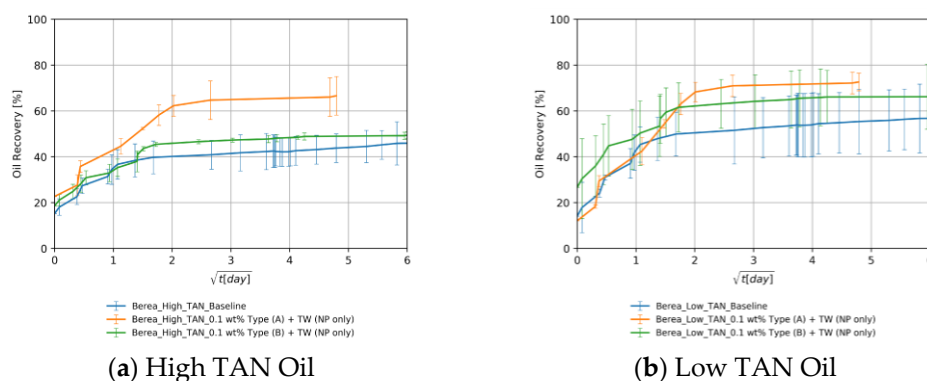 100
80
60
40
20
0
Oil Recovery [%]
0 1 2 3 4 5 6
√t[day]
Berea_High_TAN_Baseline
Berea_High_TAN_0.1 wt% Type (A) + TW (NP only)
Berea_High_TAN_0.1 wt% Type (B) + TW (NP only)
(a) High TAN Oil
100
80
60
40
20
0
Oil Recovery [%]
0 1 2 3 4 5 6
√t[day]
Berea_Low_TAN_Baseline
Berea_Low_TAN_0.1 wt% Type (A) + TW (NP only)
Berea_Low_TAN_0.1 wt% Type (B) + TW (NP only)
(b) Low TAN Oil